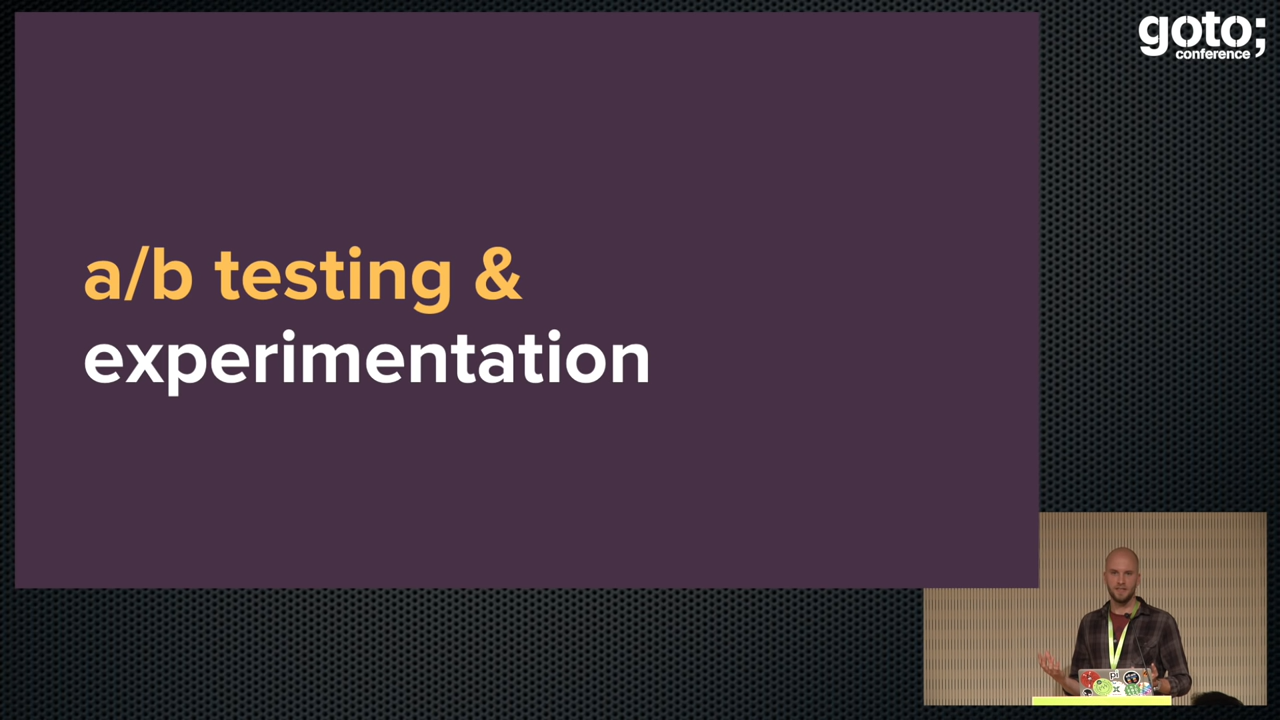 goto;
conference
a/b testing &
experimentation